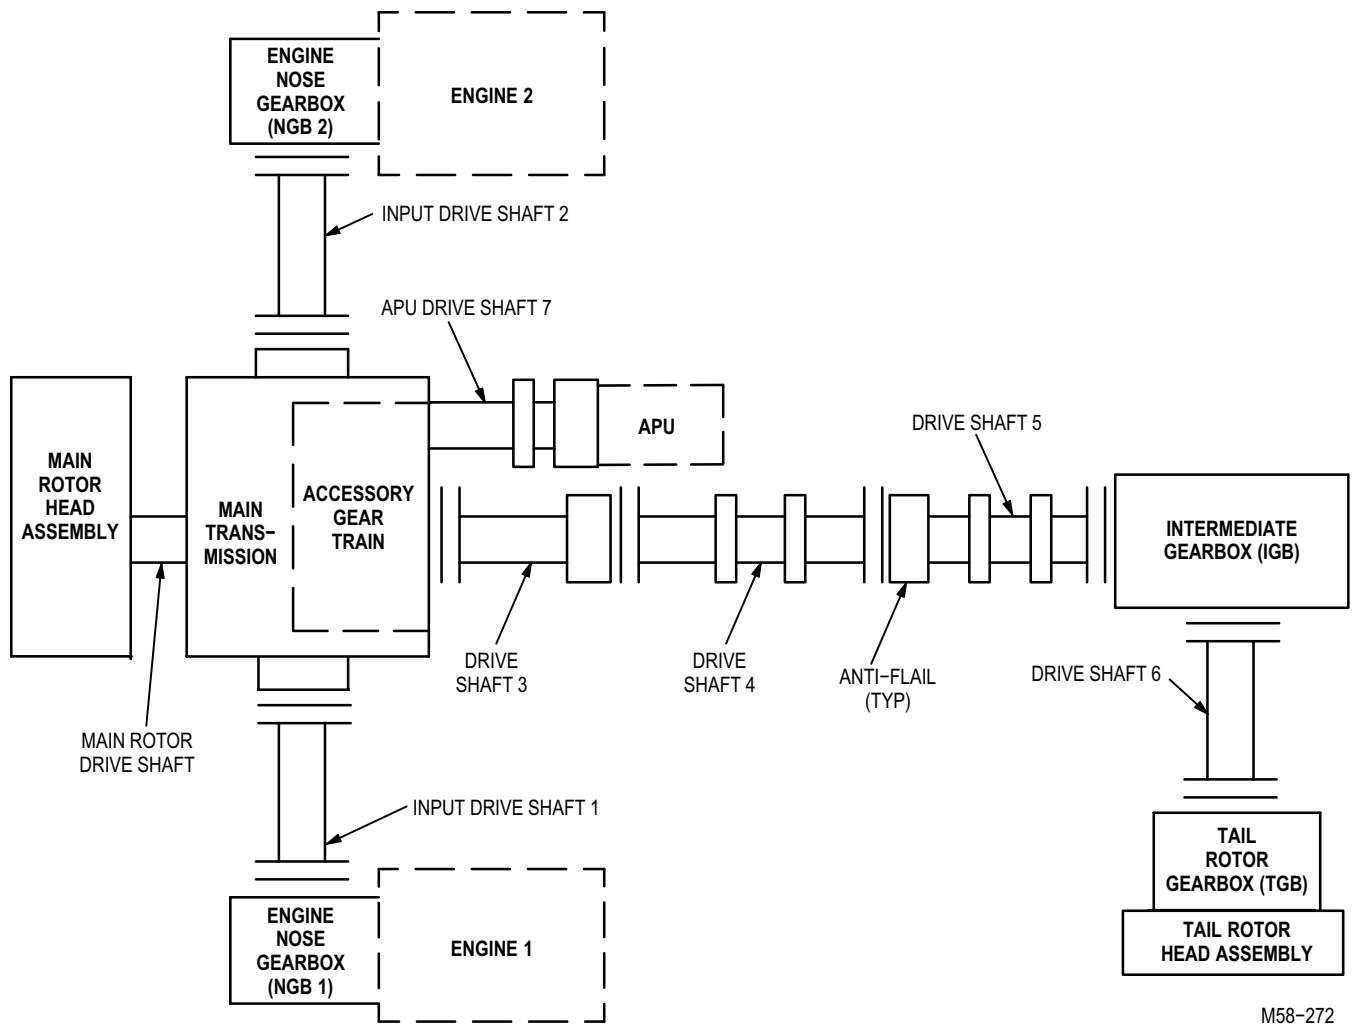 ENGINE
NOSE
GEARBOX
(NGB 2)
ENGINE 2
INPUT DRIVE SHAFT 2
APU DRIVE SHAFT 7
MAIN
ROTOR
HEAD
ASSEMBLY
MAIN
TRANS−
MISSION
ACCESSORY
GEAR
TRAIN
APU
DRIVE SHAFT 5
INTERMEDIATE
GEARBOX (IGB)
DRIVE
SHAFT 3
DRIVE
SHAFT 4
ANTI−FLAIL
(TYP)
DRIVE SHAFT 6
MAIN ROTOR
DRIVE SHAFT
INPUT DRIVE SHAFT 1
TAIL
ROTOR
GEARBOX (TGB)
TAIL ROTOR
HEAD ASSEMBLY
ENGINE
NOSE
GEARBOX
(NGB 1)
ENGINE 1
M58−272